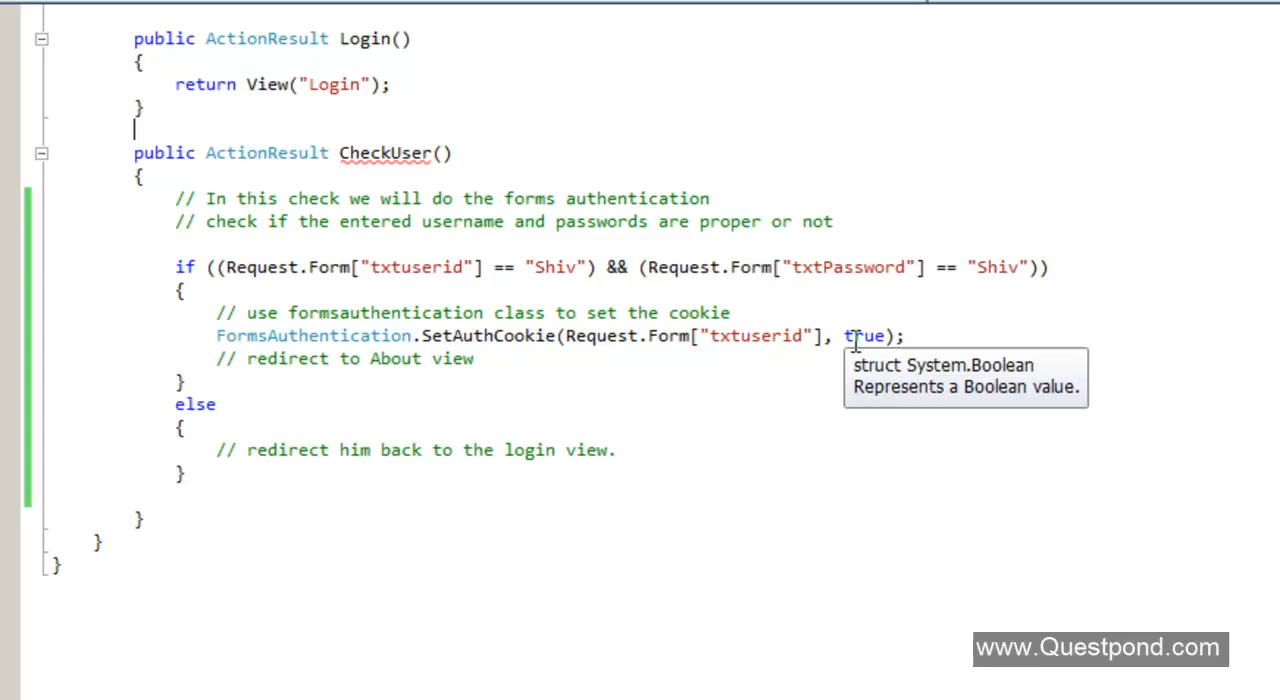 public ActionResult Login()
{
return View("Login");
}
public ActionResult CheckUser()
{
// In this check we will do the forms authentication
// check if the entered username and passwords are proper or not
if ((Request.Form["txtuserid"] == "Shiv") && (Request.Form["txtPassword"] == "Shiv"))
{
// use formsauthentication class to set the cookie
FormsAuthentication.SetAuthCookie(Request.Form["txtuserid"], true);
// redirect to About view
struct System.Boolean
Represents a Boolean value.
}
else
{
// redirect him back to the login view.
}
}
}
}
www.Questpond.com